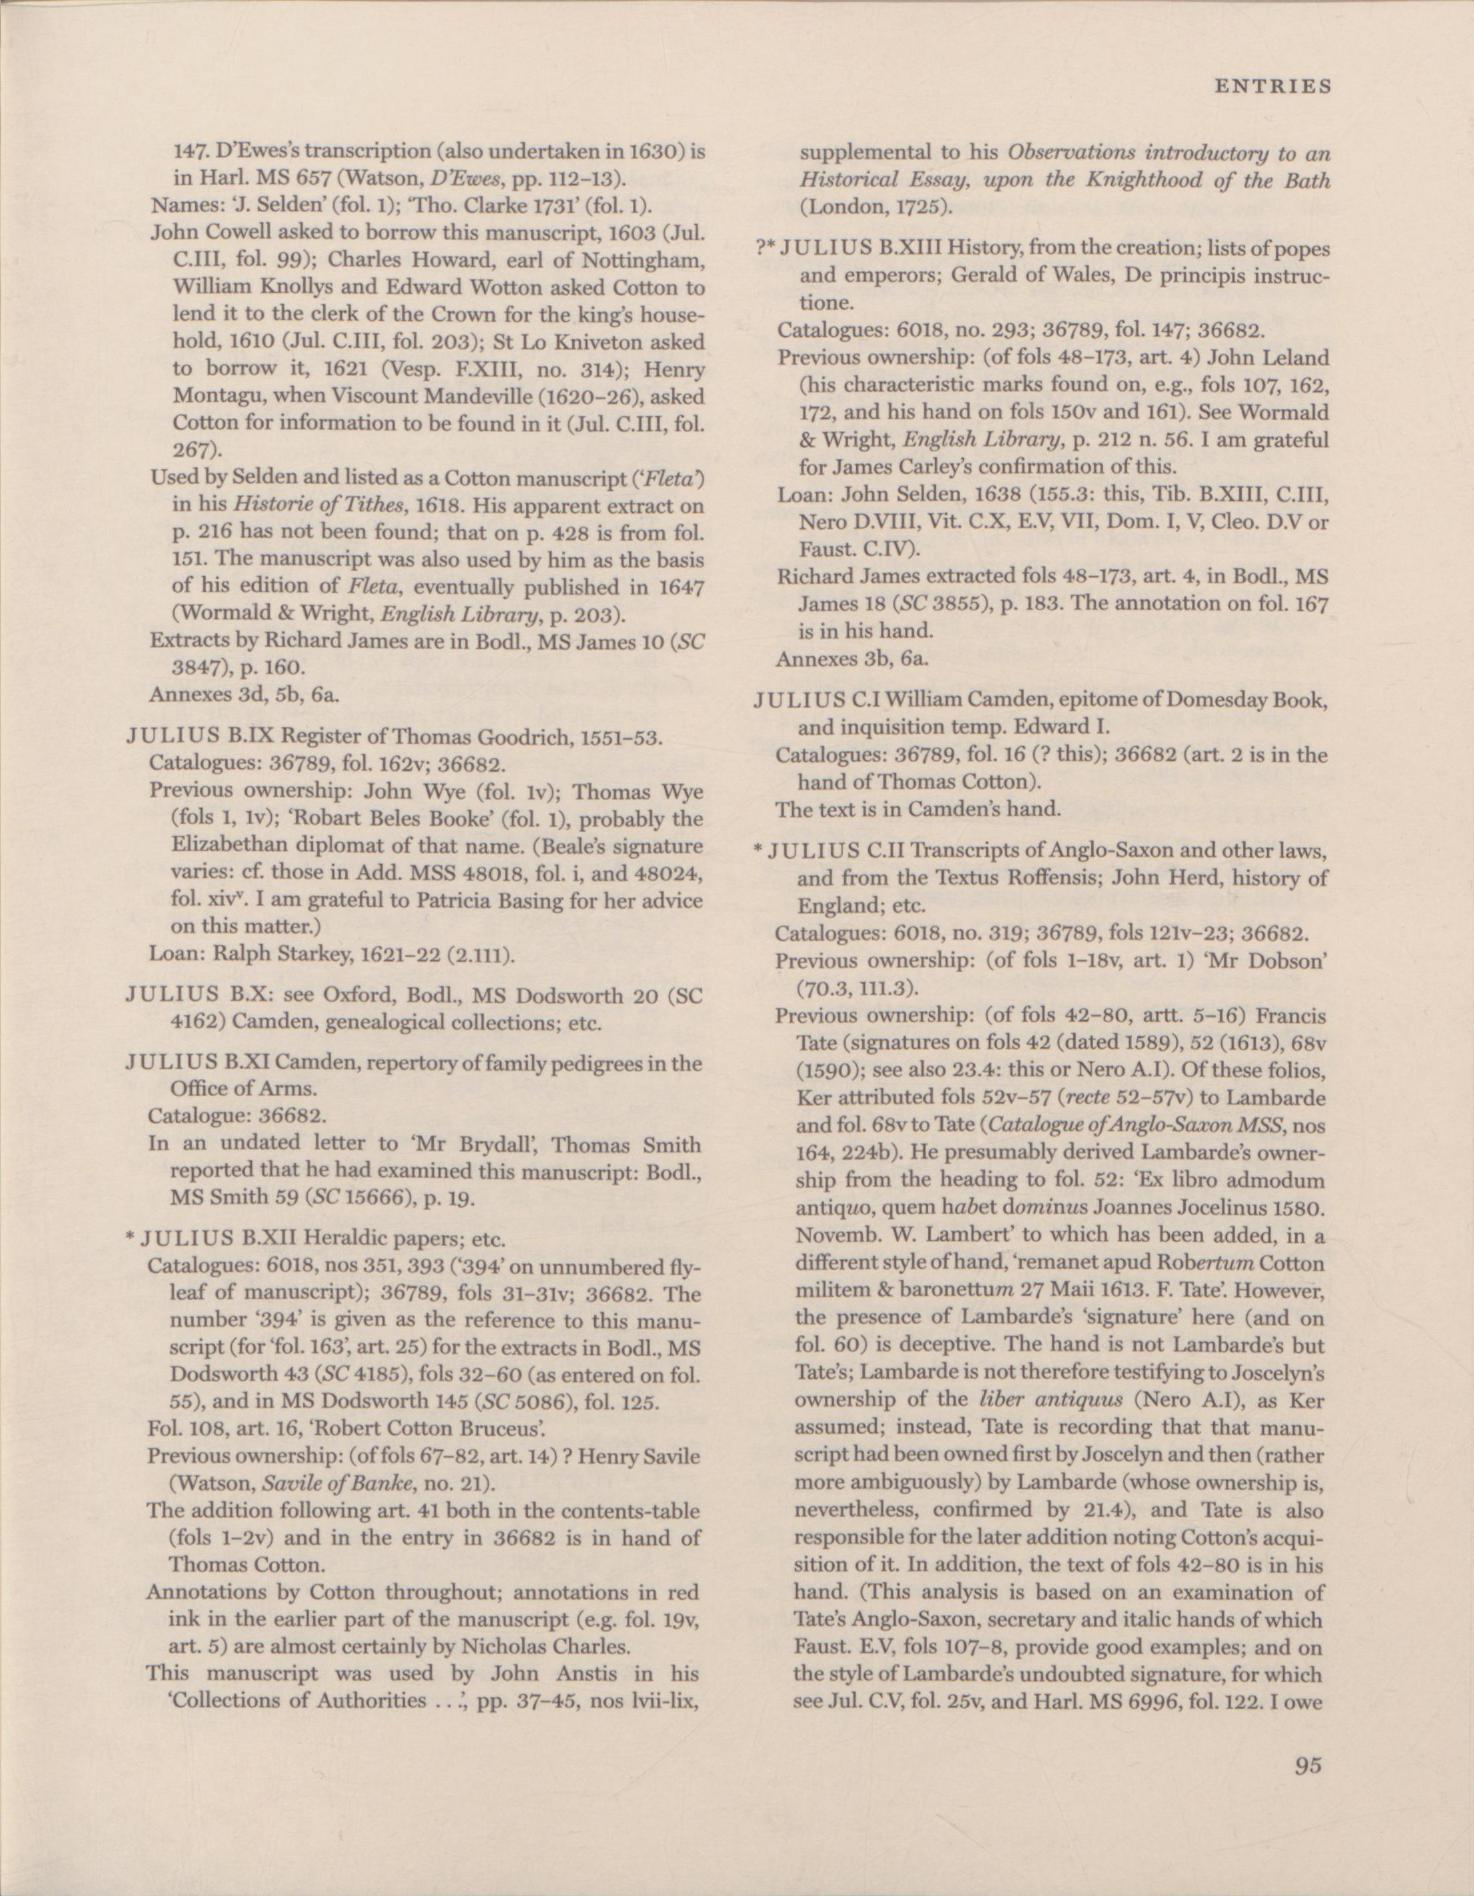 ENTRIES
147. D’Ewes’s transcription (also undertaken in 1630) is
in Harl. MS 657 (Watson, D’Ewes, pp. 112–13).
Names: ‘J. Selden’ (fol. 1); ‘Tho. Clarke 1731’ (fol. 1).
John Cowell asked to borrow this manuscript, 1603 (Jul.
C.III, fol. 99); Charles Howard, earl of Nottingham,
William Knollys and Edward Wotton asked Cotton to
lend it to the clerk of the Crown for the king’s house-
hold, 1610 (Jul. C.III, fol. 203); St Lo Kniveton asked
to borrow it, 1621 (Vesp. F.XIII, no. 314); Henry
Montagu, when Viscount Mandeville (1620–26), asked
Cotton for information to be found in it (Jul. C.III, fol.
267).
Used by Selden and listed as a Cotton manuscript (‘Fleta’)
in his Historie of Tithes, 1618. His apparent extract on
p. 216 has not been found; that on p. 428 is from fol.
151. The manuscript was also used by him as the basis
of his edition of Fleta, eventually published in 1647
(Wormald & Wright, English Library, p. 203).
Extracts by Richard James are in Bodl., MS James 10 (SC
3847), p. 160.
Annexes 3d, 5b, 6a.
JULIUS B.IX Register of Thomas Goodrich, 1551–53.
Catalogues: 36789, fol. 162v; 36682.
Previous ownership: John Wye (fol. 1v); Thomas Wye
(fols 1, 1v); ‘Robart Beles Booke’ (fol. 1), probably the
Elizabethan diplomat of that name. (Beale’s signature
varies: cf. those in Add. MSS 48018, fol. i, and 48024,
fol. xivᵛ. I am grateful to Patricia Basing for her advice
on this matter.)
Loan: Ralph Starkey, 1621–22 (2.111).
JULIUS B.X: see Oxford, Bodl., MS Dodsworth 20 (SC
4162) Camden, genealogical collections; etc.
JULIUS B.XI Camden, repertory of family pedigrees in the
Office of Arms.
Catalogue: 36682.
In an undated letter to ‘Mr Brydall’, Thomas Smith
reported that he had examined this manuscript: Bodl.,
MS Smith 59 (SC 15666), p. 19.
* JULIUS B.XII Heraldic papers; etc.
Catalogues: 6018, nos 351, 393 (‘394’ on unnumbered fly-
leaf of manuscript); 36789, fols 31–31v; 36682. The
number ‘394’ is given as the reference to this manu-
script (for ‘fol. 163’, art. 25) for the extracts in Bodl., MS
Dodsworth 43 (SC 4185), fols 32–60 (as entered on fol.
55), and in MS Dodsworth 145 (SC 5086), fol. 125.
Fol. 108, art. 16, ‘Robert Cotton Bruceus’.
Previous ownership: (of fols 67–82, art. 14) ? Henry Savile
(Watson, Savile of Banke, no. 21).
The addition following art. 41 both in the contents-table
(fols 1–2v) and in the entry in 36682 is in hand of
Thomas Cotton.
Annotations by Cotton throughout; annotations in red
ink in the earlier part of the manuscript (e.g. fol. 19v,
art. 5) are almost certainly by Nicholas Charles.
This manuscript was used by John Anstis in his
‘Collections of Authorities . . .’, pp. 37–45, nos lvii-lix,
supplemental to his Observations introductory to an
Historical Essay, upon the Knighthood of the Bath
(London, 1725).
?* JULIUS B.XIII History, from the creation; lists of popes
and emperors; Gerald of Wales, De principis instruc-
tione.
Catalogues: 6018, no. 293; 36789, fol. 147; 36682.
Previous ownership: (of fols 48–173, art. 4) John Leland
(his characteristic marks found on, e.g., fols 107, 162,
172, and his hand on fols 150v and 161). See Wormald
& Wright, English Library, p. 212 n. 56. I am grateful
for James Carley’s confirmation of this.
Loan: John Selden, 1638 (155.3: this, Tib. B.XIII, C.III,
Nero D.VIII, Vit. C.X, E.V, VII, Dom. I, V, Cleo. D.V or
Faust. C.IV).
Richard James extracted fols 48–173, art. 4, in Bodl., MS
James 18 (SC 3855), p. 183. The annotation on fol. 167
is in his hand.
Annexes 3b, 6a.
JULIUS C.I William Camden, epitome of Domesday Book,
and inquisition temp. Edward I.
Catalogues: 36789, fol. 16 (? this); 36682 (art. 2 is in the
hand of Thomas Cotton).
The text is in Camden’s hand.
* JULIUS C.II Transcripts of Anglo-Saxon and other laws,
and from the Textus Roffensis; John Herd, history of
England; etc.
Catalogues: 6018, no. 319; 36789, fols 121v–23; 36682.
Previous ownership: (of fols 1–18v, art. 1) ‘Mr Dobson’
(70.3, 111.3).
Previous ownership: (of fols 42–80, artt. 5–16) Francis
Tate (signatures on fols 42 (dated 1589), 52 (1613), 68v
(1590); see also 23.4: this or Nero A.I). Of these folios,
Ker attributed fols 52v–57 (recte 52–57v) to Lambarde
and fol. 68v to Tate (Catalogue of Anglo-Saxon MSS, nos
164, 224b). He presumably derived Lambarde’s owner-
ship from the heading to fol. 52: ‘Ex libro admodum
antiquo, quem habet dominus Joannes Jocelinus 1580.
Novemb. W. Lambert’ to which has been added, in a
different style of hand, ‘remanet apud Robertum Cotton
militem & baronettum 27 Maii 1613. F. Tate’. However,
the presence of Lambarde’s ‘signature’ here (and on
fol. 60) is deceptive. The hand is not Lambarde’s but
Tate’s; Lambarde is not therefore testifying to Joscelyn’s
ownership of the liber antiquus (Nero A.I), as Ker
assumed; instead, Tate is recording that that manu-
script had been owned first by Joscelyn and then (rather
more ambiguously) by Lambarde (whose ownership is,
nevertheless, confirmed by 21.4), and Tate is also
responsible for the later addition noting Cotton’s acqui-
sition of it. In addition, the text of fols 42–80 is in his
hand. (This analysis is based on an examination of
Tate’s Anglo-Saxon, secretary and italic hands of which
Faust. E.V, fols 107–8, provide good examples; and on
the style of Lambarde’s undoubted signature, for which
see Jul. C.V, fol. 25v, and Harl. MS 6996, fol. 122. I owe
95